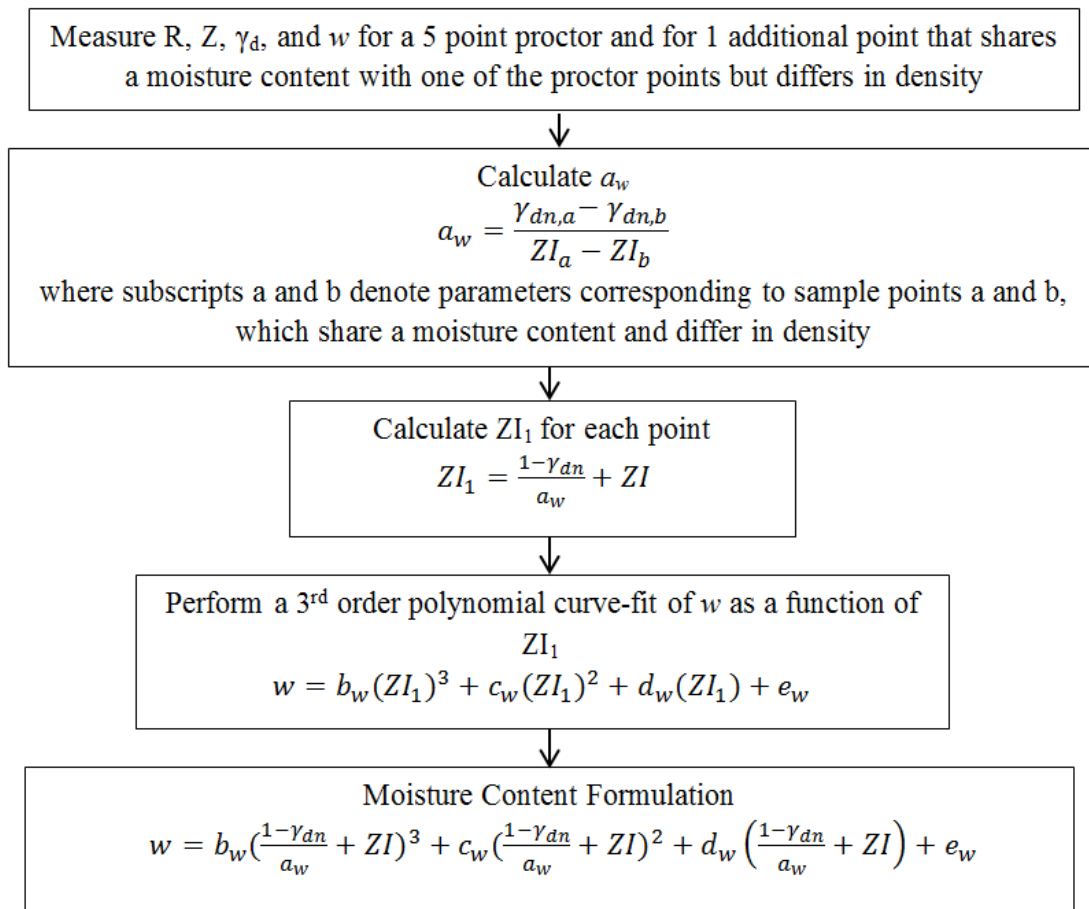 Measure R, Z, γd, and w for a 5 point proctor and for 1 additional point that shares
a moisture content with one of the proctor points but differs in density
Calculate aw
aw = (γdn,a − γdn,b) / (ZIa − ZIb)
where subscripts a and b denote parameters corresponding to sample points a and b,
which share a moisture content and differ in density
Calculate ZI₁ for each point
ZI₁ = (1−γdn)/aw + ZI
Perform a 3rd order polynomial curve-fit of w as a function of
ZI₁
w = bw(ZI₁)³ + cw(ZI₁)² + dw(ZI₁) + ew
Moisture Content Formulation
w = bw((1−γdn)/aw + ZI)³ + cw((1−γdn)/aw + ZI)² + dw((1−γdn)/aw + ZI) + ew